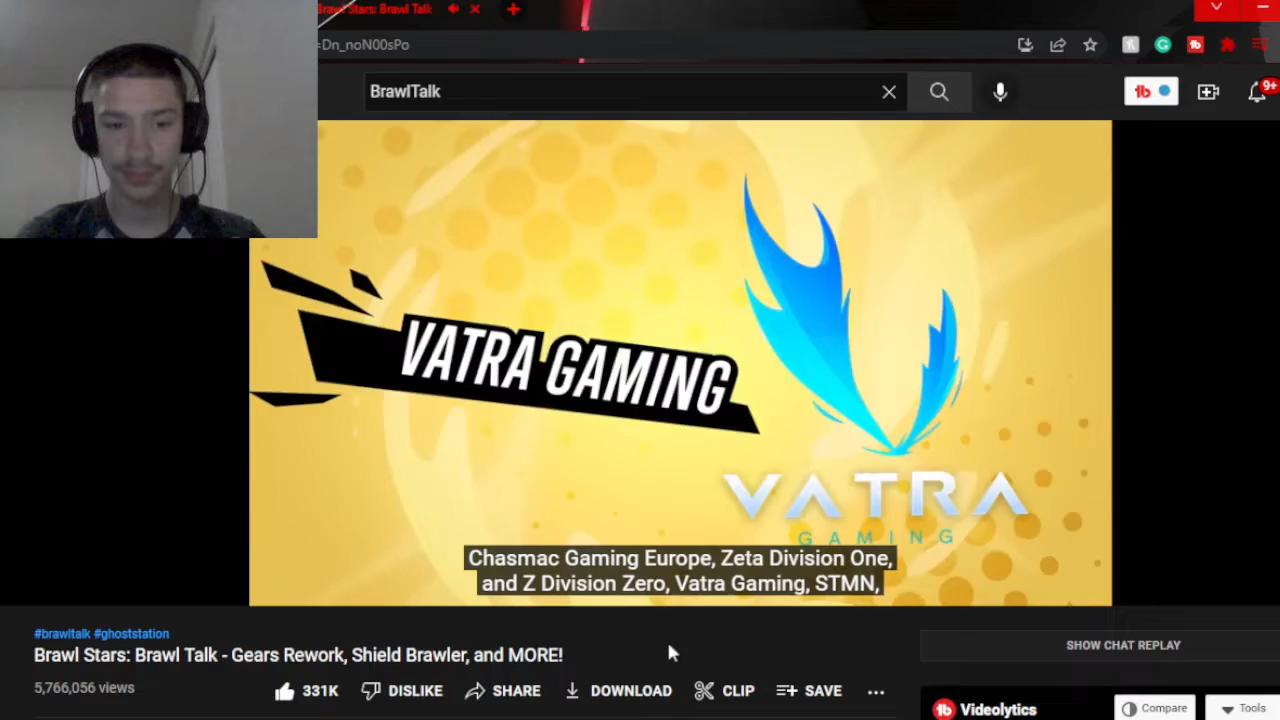 Brawl Stars: Brawl Talk
=Dn_noN00sPo
BrawlTalk
9+
VATRA GAMING
VATRA
GAMING
Chasmac Gaming Europe, Zeta Division One,
and Z Division Zero, Vatra Gaming, STMN,
#brawltalk #ghoststation
Brawl Stars: Brawl Talk - Gears Rework, Shield Brawler, and MORE!
5,766,056 views
331K DISLIKE SHARE DOWNLOAD CLIP SAVE
SHOW CHAT REPLAY
Videolytics Compare Tools